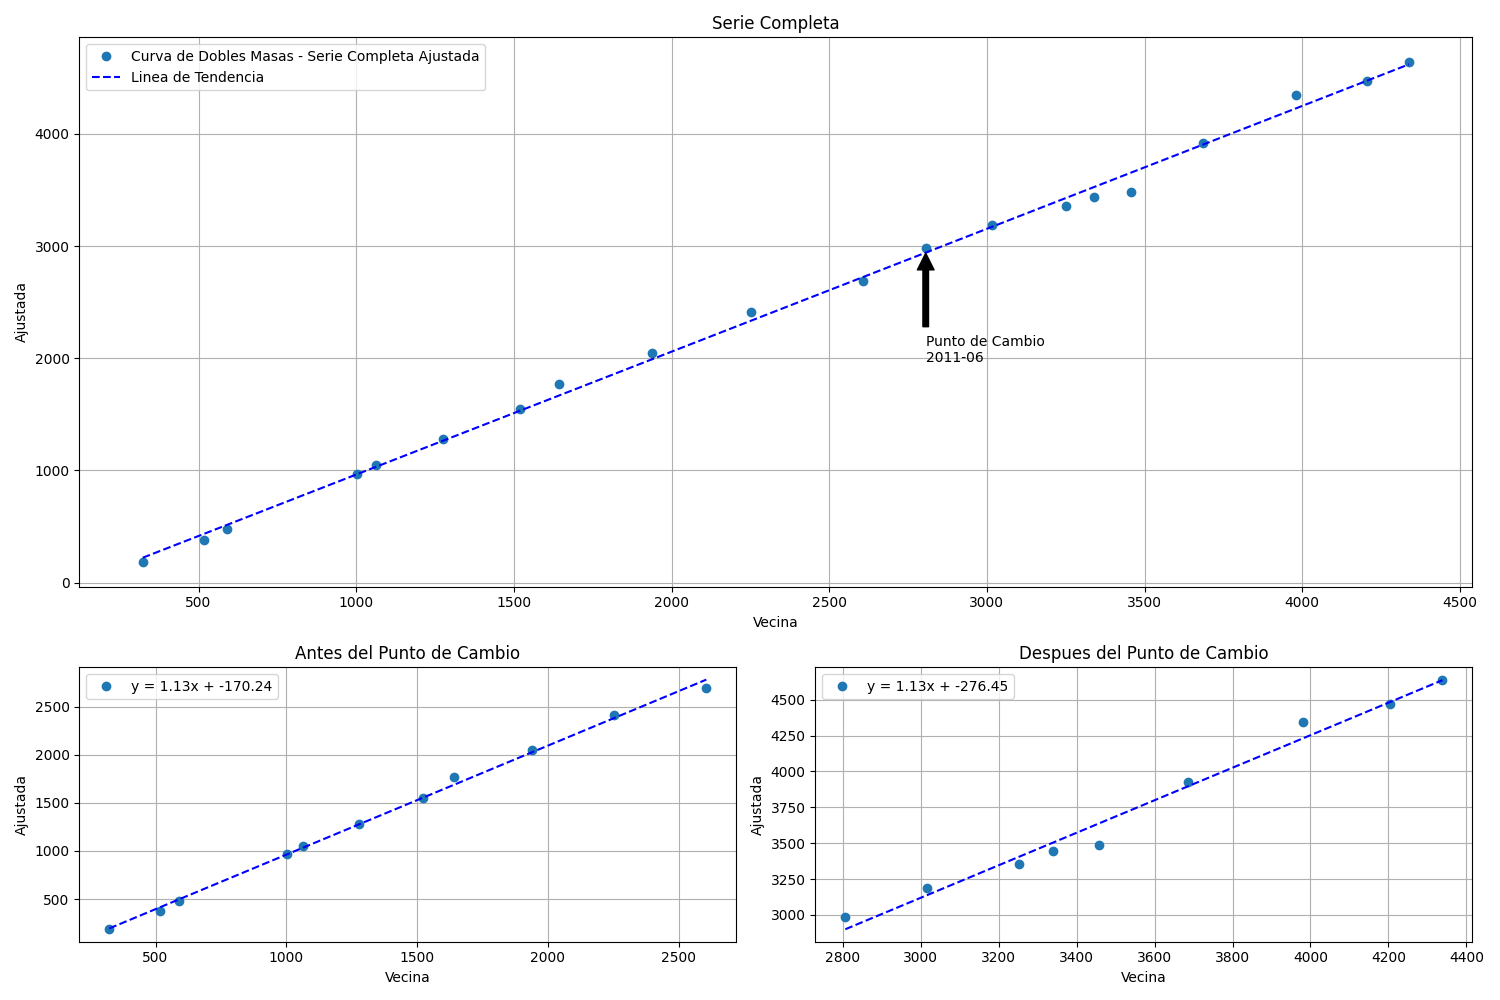 Serie Completa
Curva de Dobles Masas - Serie Completa Ajustada
Linea de Tendencia
Ajustada
4000
3000
2000
1000
0
Punto de Cambio
2011-06
500
1000
1500
2000
2500
3000
3500
4000
4500
Vecina
Antes del Punto de Cambio
y = 1.13x + -170.24
Ajustada
2500
2000
1500
1000
500
500
1000
1500
2000
2500
Vecina
Despues del Punto de Cambio
y = 1.13x + -276.45
Ajustada
4500
4250
4000
3750
3500
3250
3000
2800
3000
3200
3400
3600
3800
4000
4200
4400
Vecina